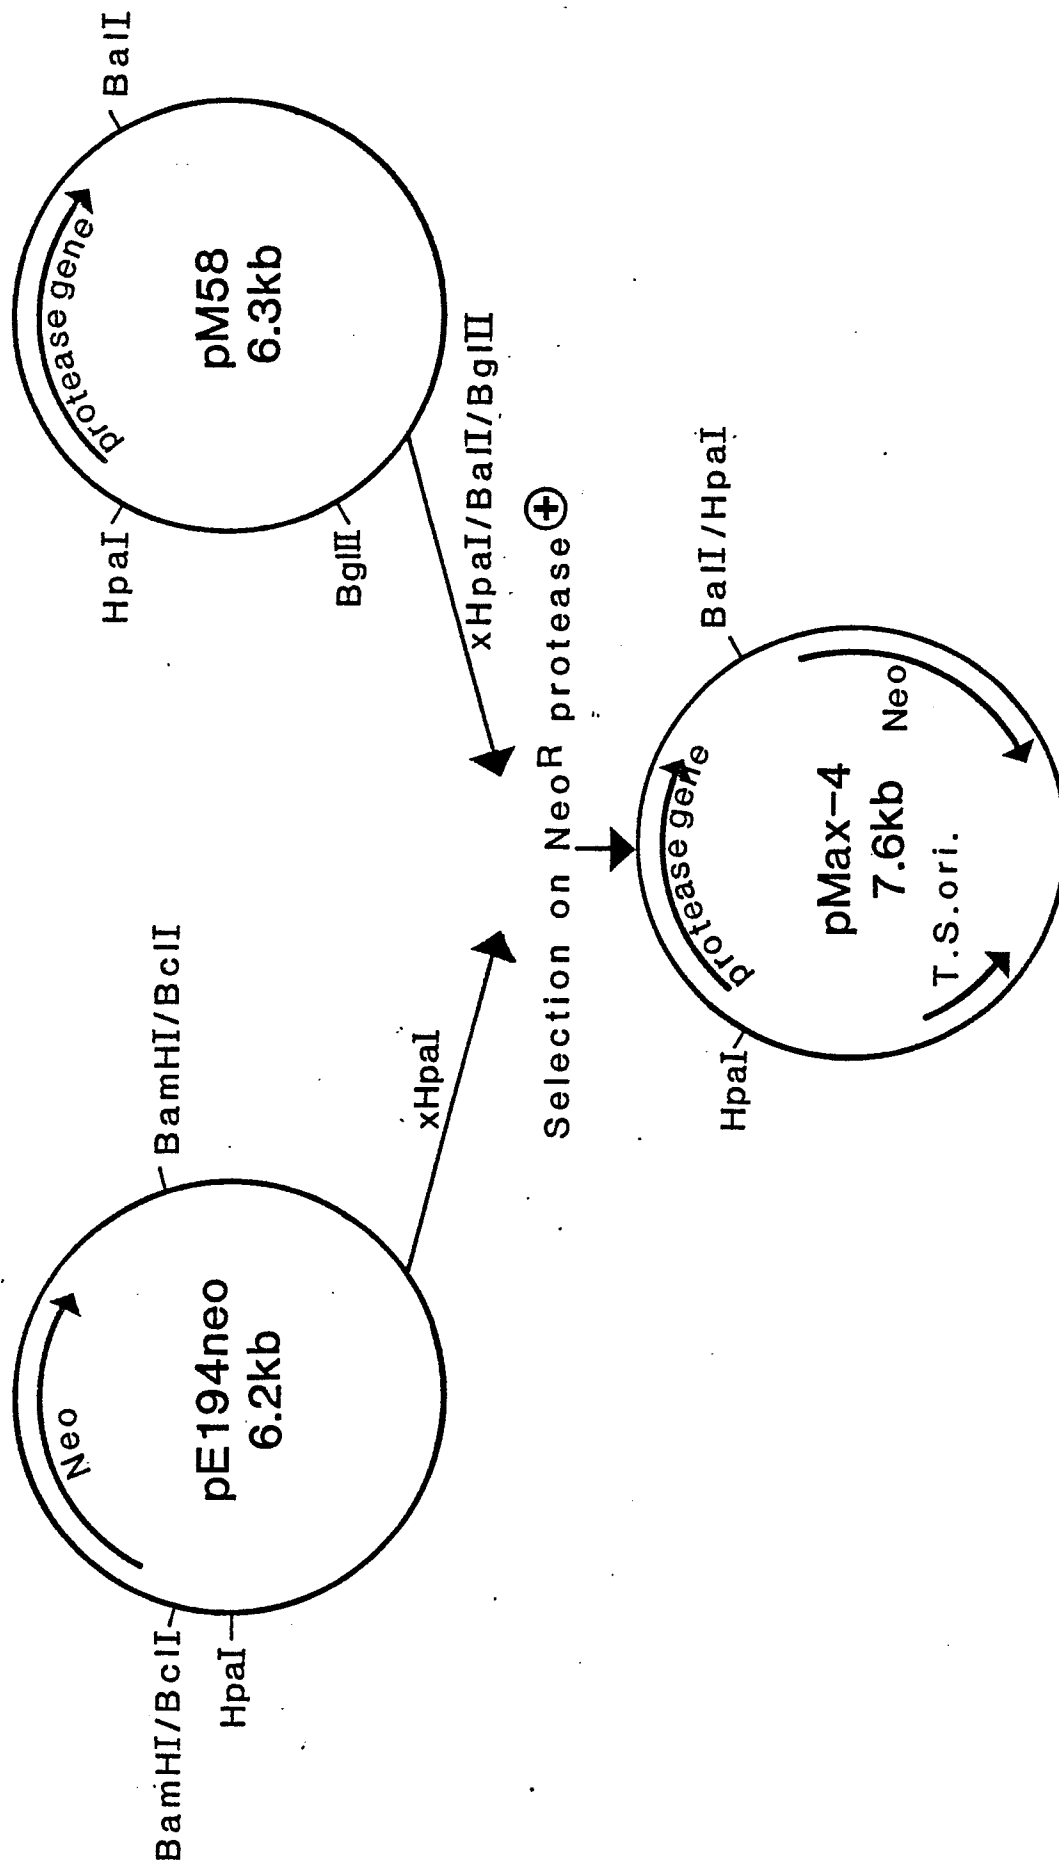 BamHI/BclI
HpaI
Neo
BamHI/BclI
pE194neo
6.2kb
HpaI
protease gene
BalI
pM58
6.3kb
BglII
xHpaI
xHpaI/BalI/BglII
Selection on NeoR protease +
HpaI
protease gene
BalI/HpaI
pMax-4
7.6kb
Neo
T.S.ori.